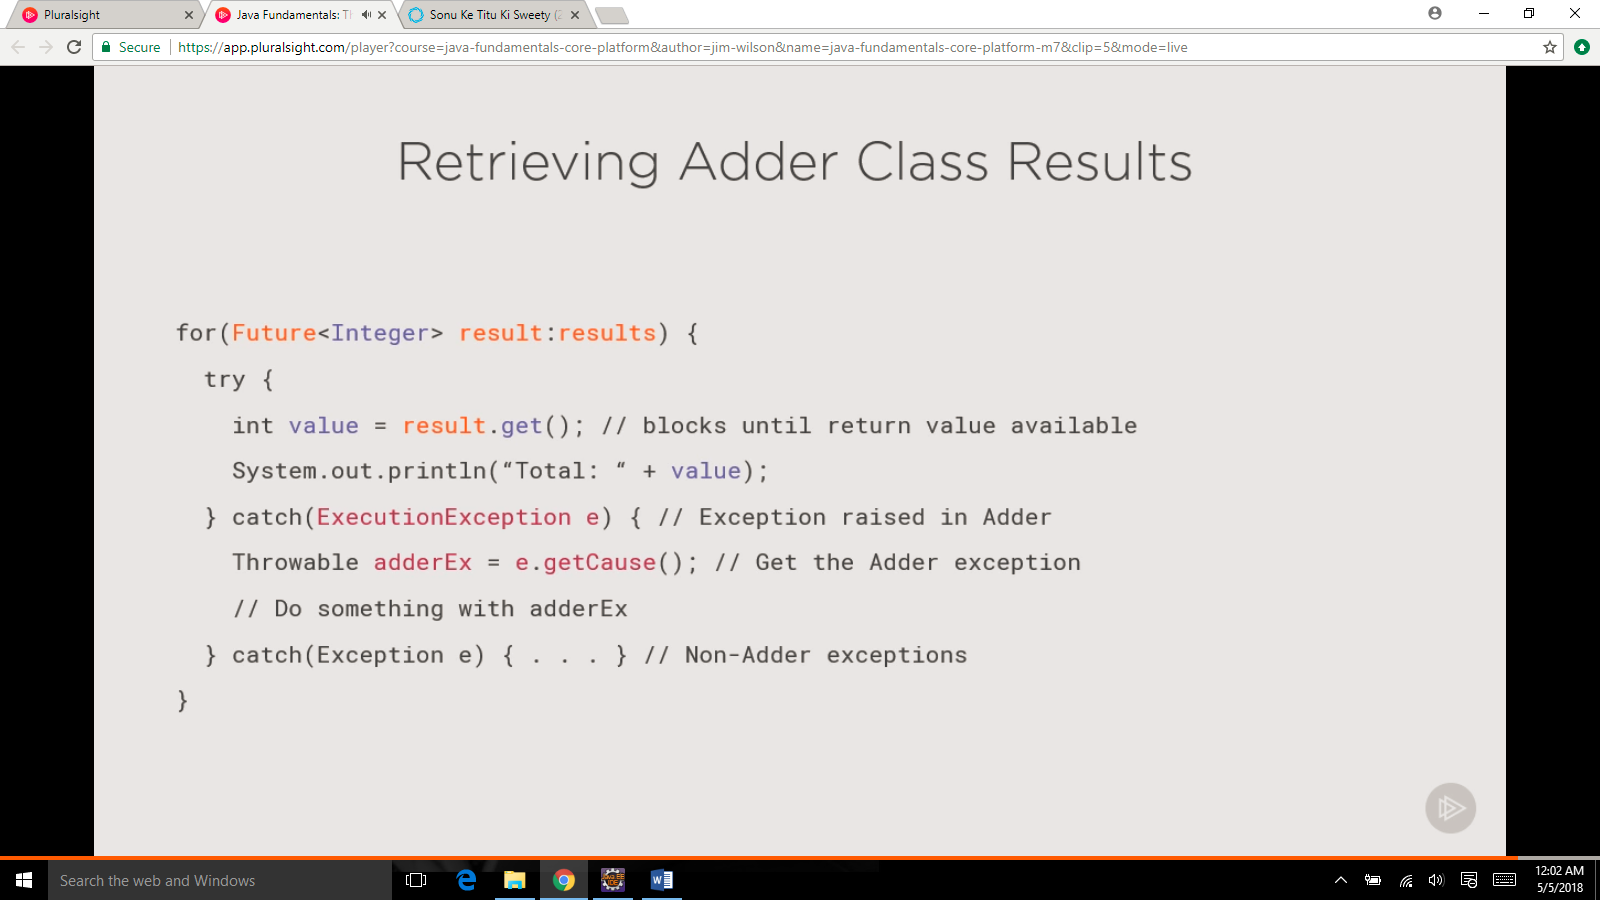 Pluralsight
Java Fundamentals: T
Sonu Ke Titu Ki Sweety (
Secure
https://app.pluralsight.com/player?course=java-fundamentals-core-platform&author=jim-wilson&name=java-fundamentals-core-platform-m7&clip=5&mode=live
Retrieving Adder Class Results
for(Future<Integer> result:results) {
try {
int value = result.get(); // blocks until return value available
System.out.println(“Total: “ + value);
} catch(ExecutionException e) { // Exception raised in Adder
Throwable adderEx = e.getCause(); // Get the Adder exception
// Do something with adderEx
} catch(Exception e) { . . . } // Non-Adder exceptions
}
Search the web and Windows
Java EE
IDE
12:02 AM
5/5/2018